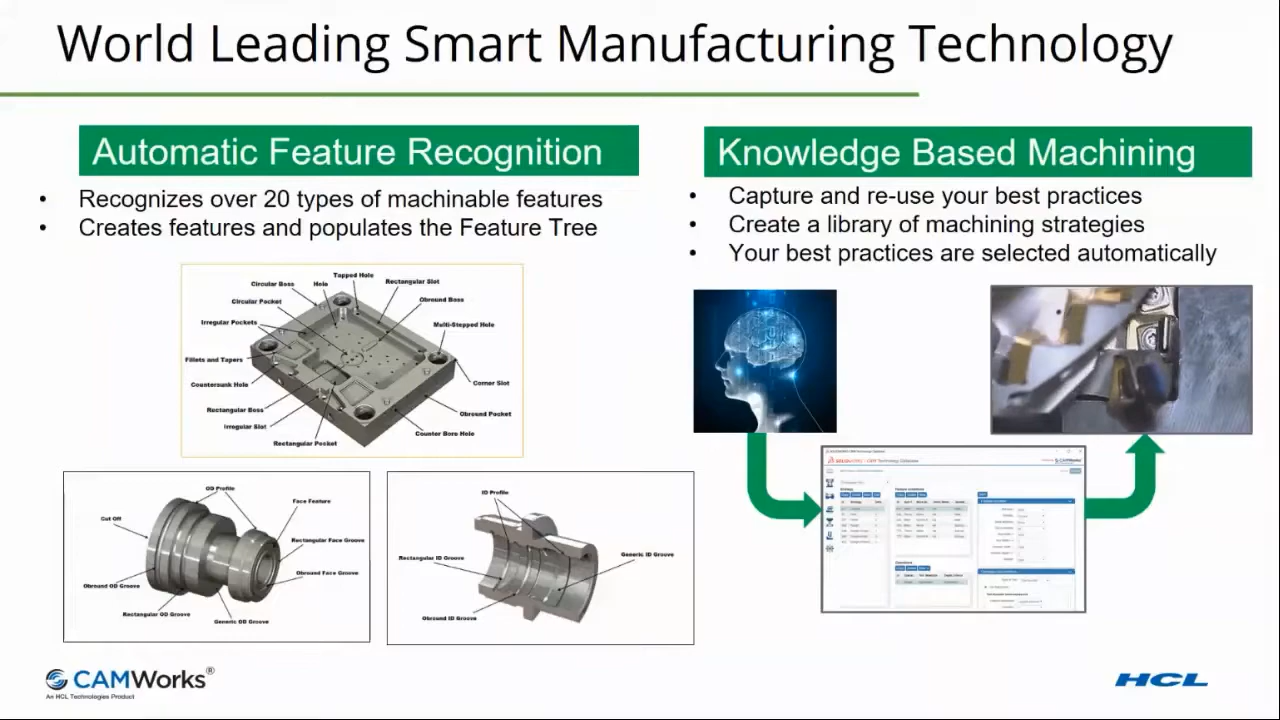 World Leading Smart Manufacturing Technology
Automatic Feature Recognition
• Recognizes over 20 types of machinable features
• Creates features and populates the Feature Tree
Tapped Hole
Circular Boss
Hole
Rectangular Slot
Circular Pocket
Obround Boss
Irregular Pockets
Multi-Stepped Hole
Fillets and Tapers
Countersunk Hole
Corner Slot
Rectangular Boss
Obround Pocket
Irregular Slot
Counter Bore Hole
Rectangular Pocket
OD Profile
Face Feature
Cut Off
Rectangular Face Groove
Obround Face Groove
Obround OD Groove
Rectangular OD Groove
Generic OD Groove
ID Profile
Rectangular ID Groove
Generic ID Groove
Obround ID Groove
Knowledge Based Machining
• Capture and re-use your best practices
• Create a library of machining strategies
• Your best practices are selected automatically
CAMWorks
CAMWorks®
An HCL Technologies Product
HCL